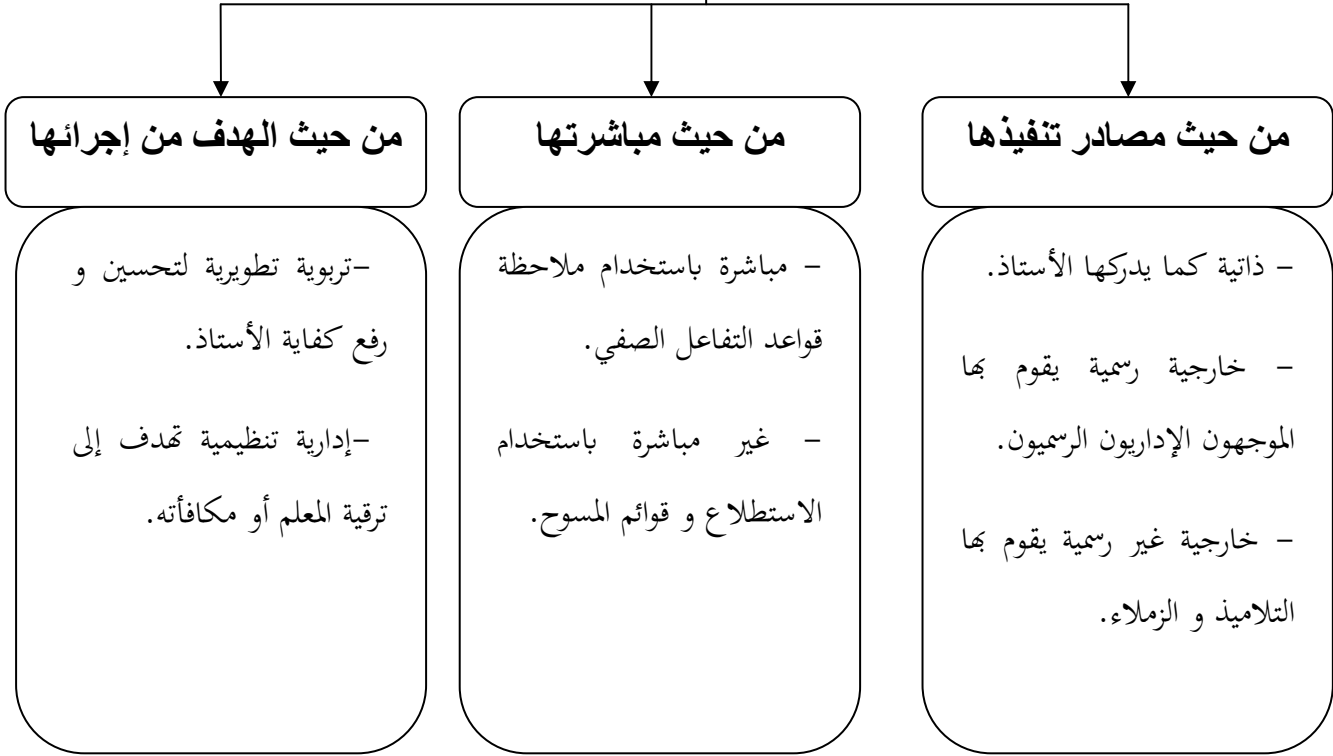 من حيث مصادر تنفيذها
– ذاتية كما يدركها الأستاذ.
– خارجية رسمية يقوم بها
الموجهون الإداريون الرسميون.
– خارجية غير رسمية يقوم بها
التلاميذ و الزملاء.
من حيث مباشرتها
– مباشرة باستخدام ملاحظة
قواعد التفاعل الصفي.
– غير مباشرة باستخدام
الاستطلاع و قوائم المسوح.
من حيث الهدف من إجرائها
–تربوية تطويرية لتحسين و
رفع كفاية الأستاذ.
–إدارية تنظيمية تهدف إلى
ترقية المعلم أو مكافأته.